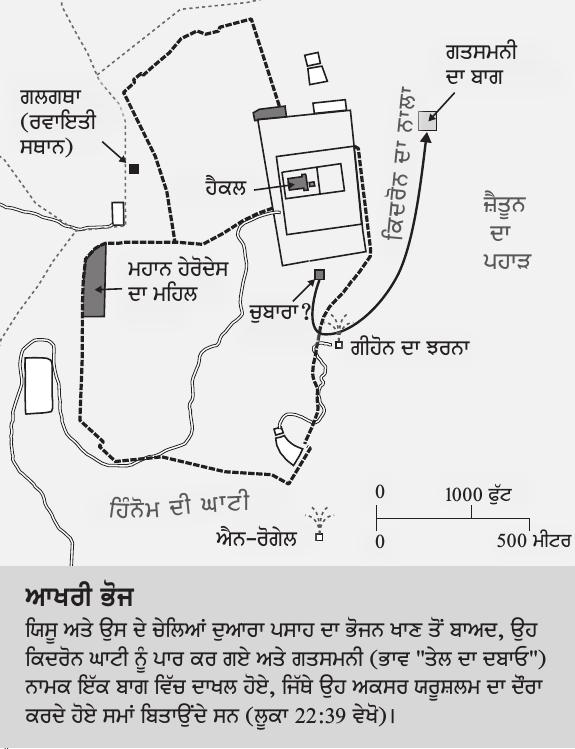 ਗਤਸਮਨੀ
ਦਾ ਬਾਗ
ਗਲਗਥਾ
(ਰਵਾਇਤੀ
ਸਥਾਨ)
ਕਿਦਰੋਨ ਦਾ ਨਾਲਾ
ਹੈਕਲ
ਜ਼ੈਤੂਨ
ਦਾ
ਪਹਾੜ
ਮਹਾਨ ਹੇਰੋਦੇਸ
ਦਾ ਮਹਿਲ
ਚੁਬਾਰਾ?
ਗੀਹੋਨ ਦਾ ਝਰਨਾ
ਹਿੰਨੋਮ ਦੀ ਘਾਟੀ
ਐਨ-ਰੋਗੇਲ
0 1000 ਫੁੱਟ
0 500 ਮੀਟਰ
ਆਖਰੀ ਭੋਜ
ਯਿਸੂ ਅਤੇ ਉਸ ਦੇ ਚੇਲਿਆਂ ਦੁਆਰਾ ਪਸਾਹ ਦਾ ਭੋਜਨ ਖਾਣ ਤੋਂ ਬਾਅਦ, ਉਹ
ਕਿਦਰੋਨ ਘਾਟੀ ਨੂੰ ਪਾਰ ਕਰ ਗਏ ਅਤੇ ਗਤਸਮਨੀ (ਭਾਵ "ਤੇਲ ਦਾ ਦਬਾਓ")
ਨਾਮਕ ਇੱਕ ਬਾਗ ਵਿੱਚ ਦਾਖਲ ਹੋਏ, ਜਿੱਥੇ ਉਹ ਅਕਸਰ ਯਰੂਸ਼ਲਮ ਦਾ ਦੌਰਾ
ਕਰਦੇ ਹੋਏ ਸਮਾਂ ਬਿਤਾਉਂਦੇ ਸਨ (ਲੂਕਾ 22:39 ਵੇਖੋ)।